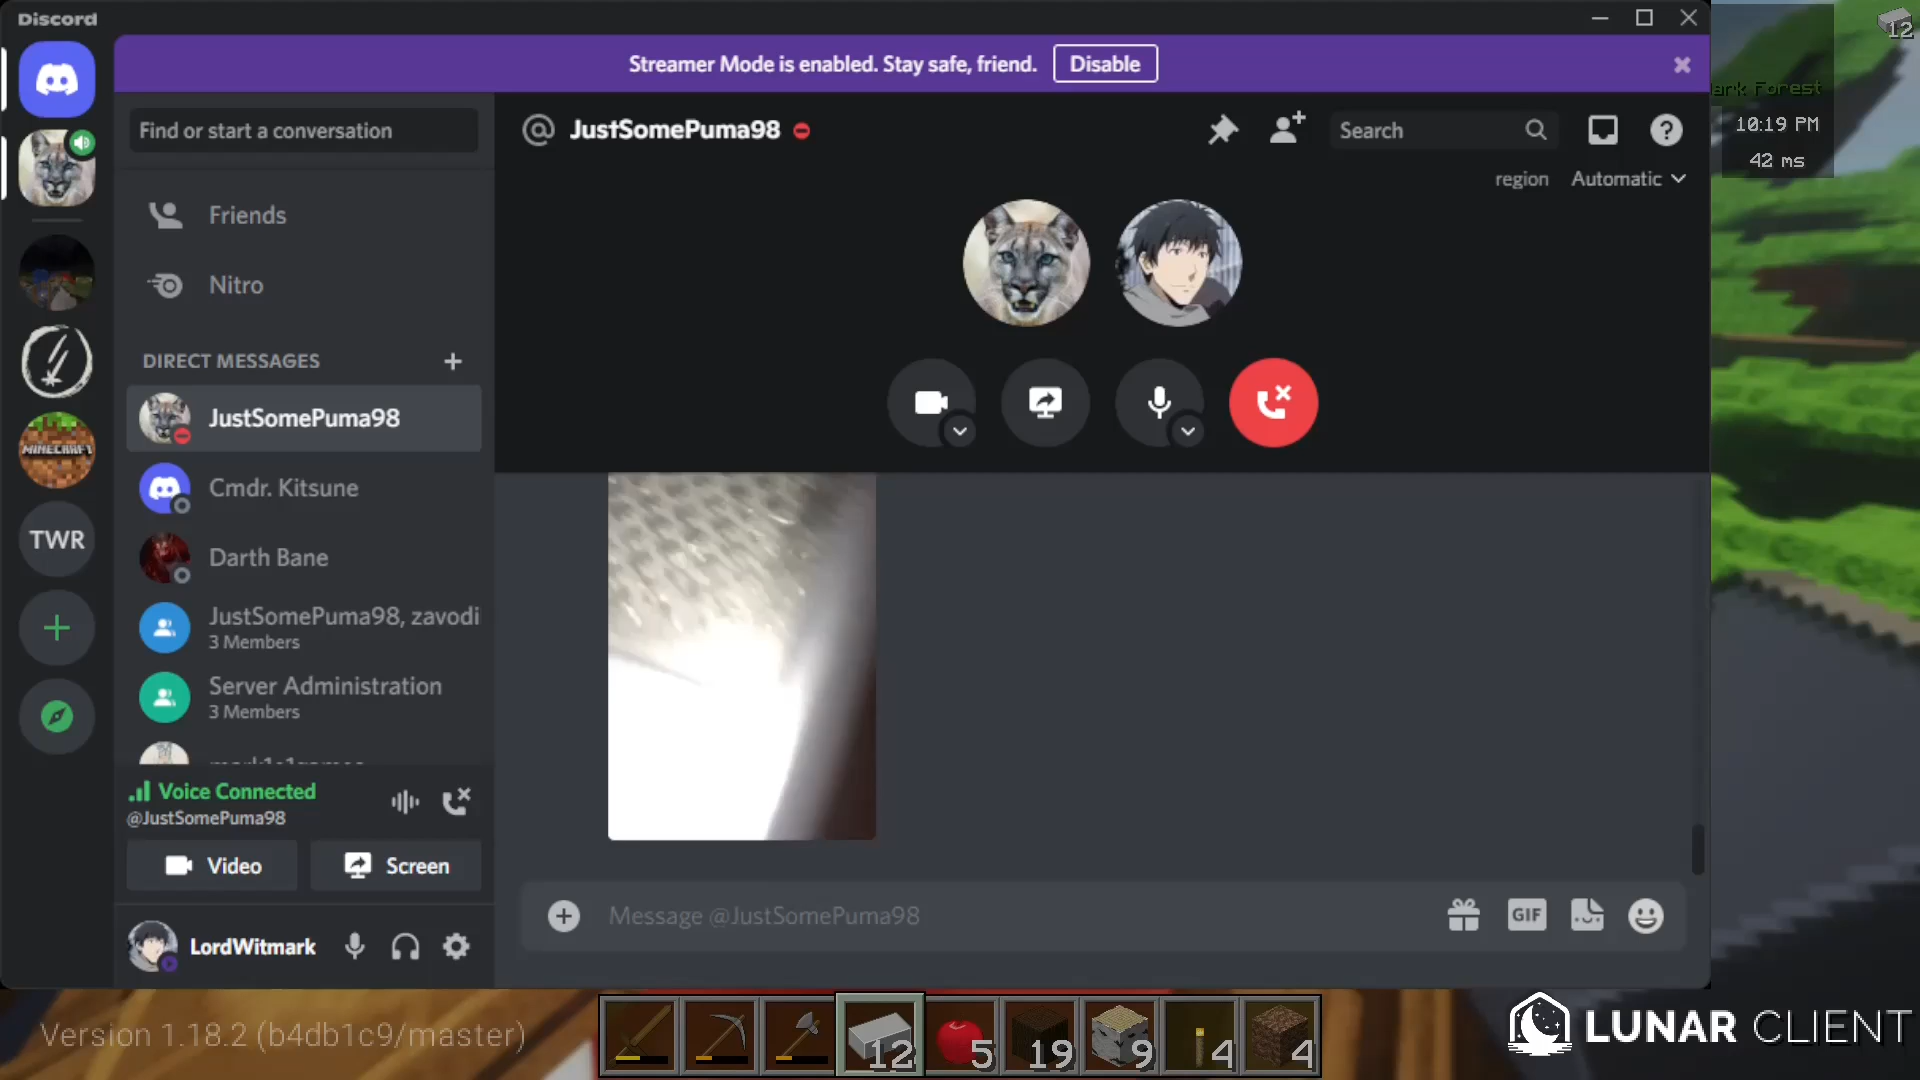 Discord
Streamer Mode is enabled. Stay safe, friend.
Disable
12
Find or start a conversation
JustSomePuma98
Search
ark Forest
10:19 PM
42 ms
region
Automatic
Friends
Nitro
DIRECT MESSAGES
JustSomePuma98
Cmdr. Kitsune
MINECRAFT
TWR
Darth Bane
JustSomePuma98, zavodi
3 Members
Server Administration
3 Members
Voice Connected
@JustSomePuma98
Video
Screen
Message @JustSomePuma98
GIF
LordWitmark
Version 1.18.2 (b4db1c9/master)
12
5
19
9
4
4
LUNAR CLIENT